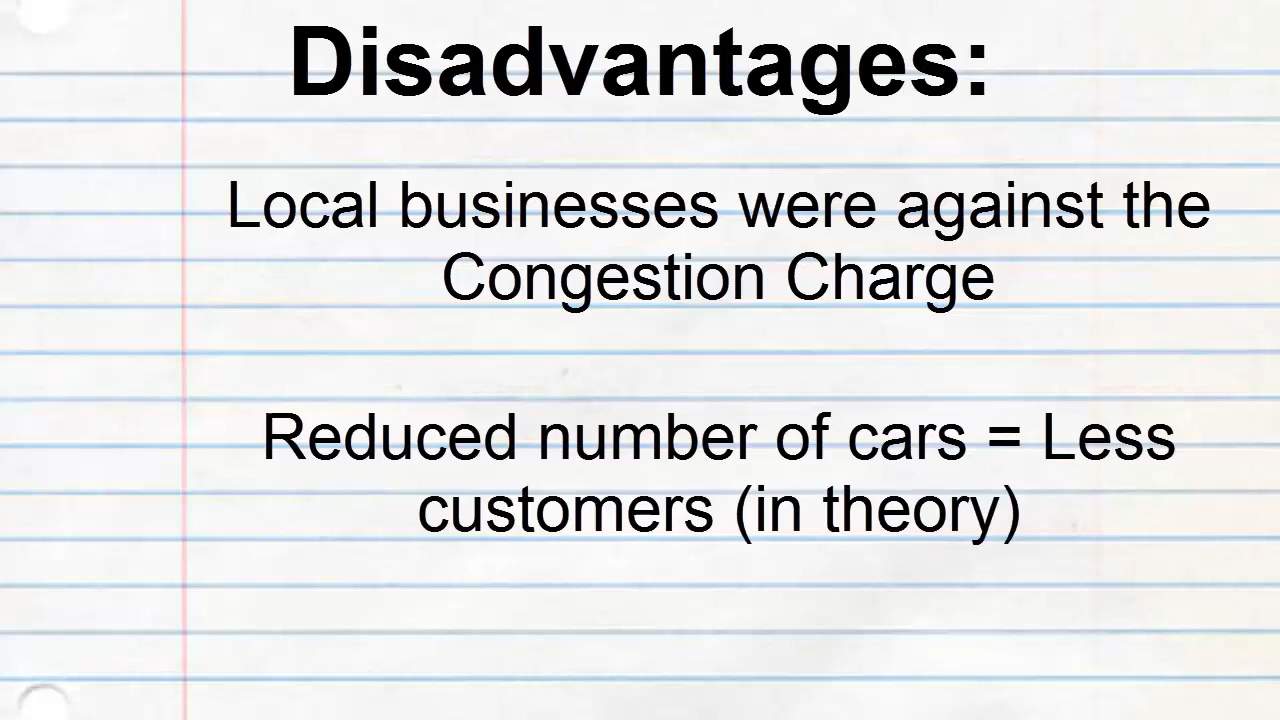 Disadvantages:
Local businesses were against the
Congestion Charge
Reduced number of cars = Less
customers (in theory)